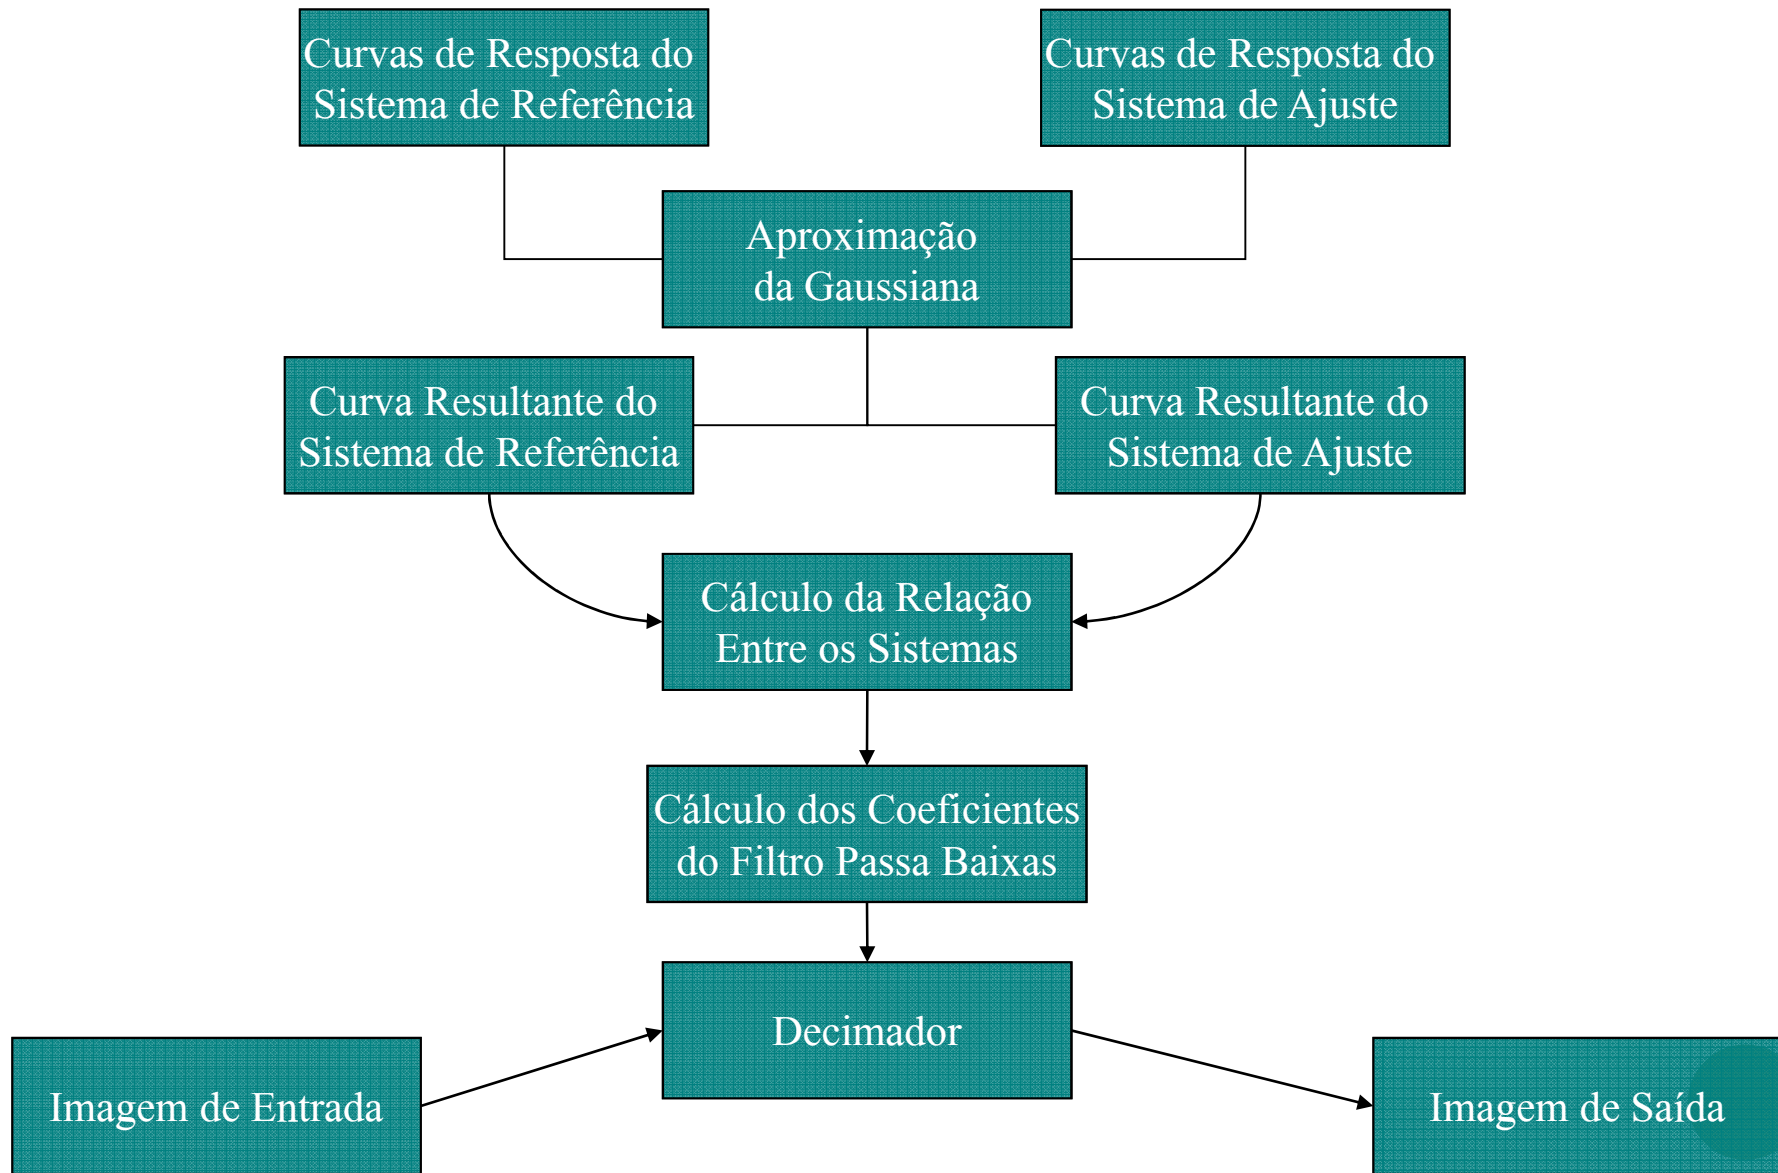 Curvas de Resposta do
Sistema de Referência
Curvas de Resposta do
Sistema de Ajuste
Aproximação
da Gaussiana
Curva Resultante do
Sistema de Referência
Curva Resultante do
Sistema de Ajuste
Cálculo da Relação
Entre os Sistemas
Cálculo dos Coeficientes
do Filtro Passa Baixas
Decimador
Imagem de Entrada
Imagem de Saída